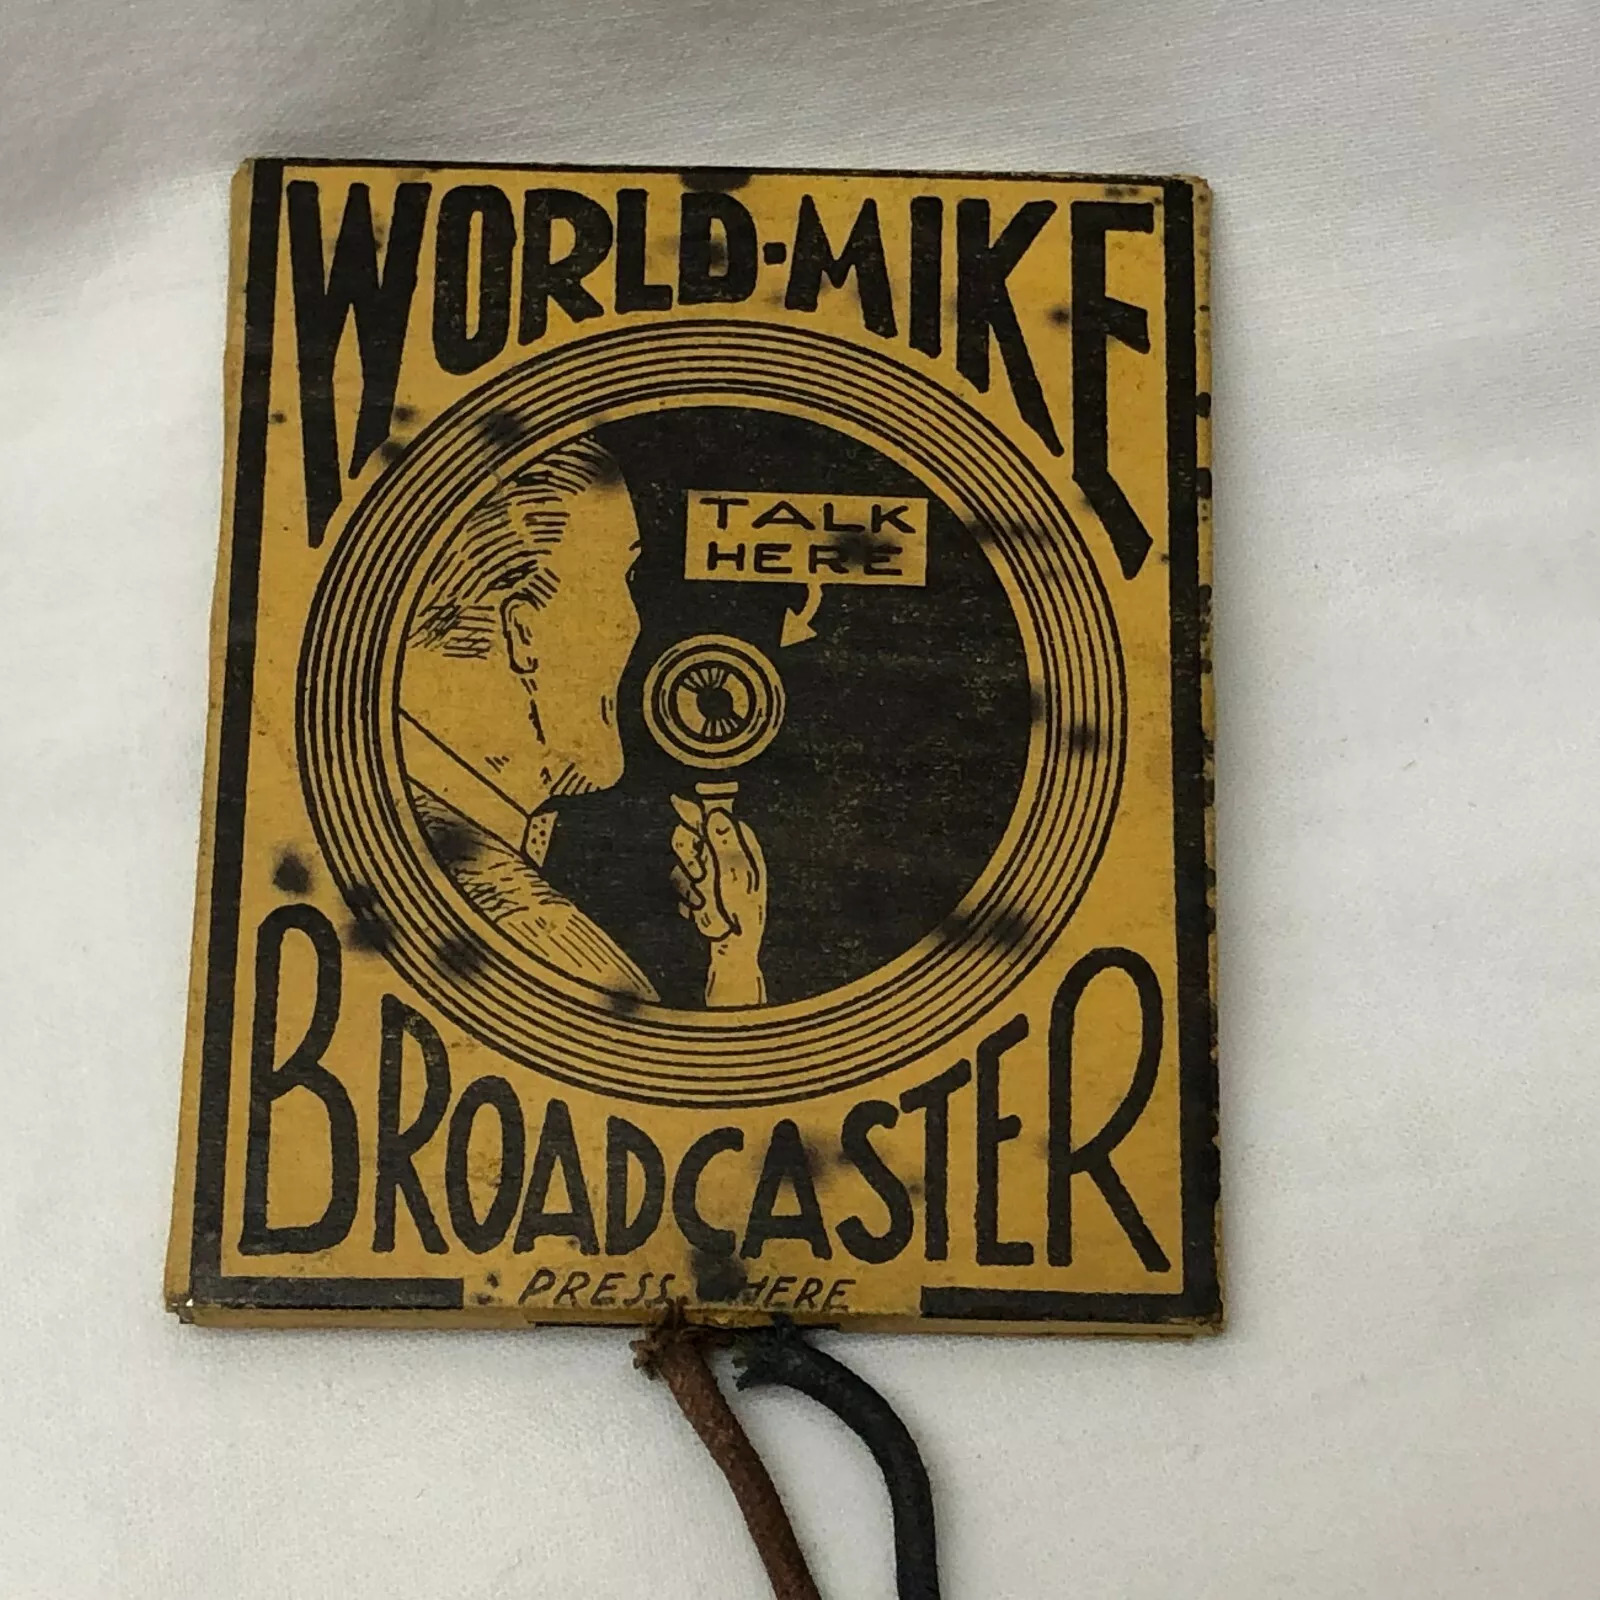 WORLD-MIKE
TALK
HERE
BROADCASTER
PRESS HERE